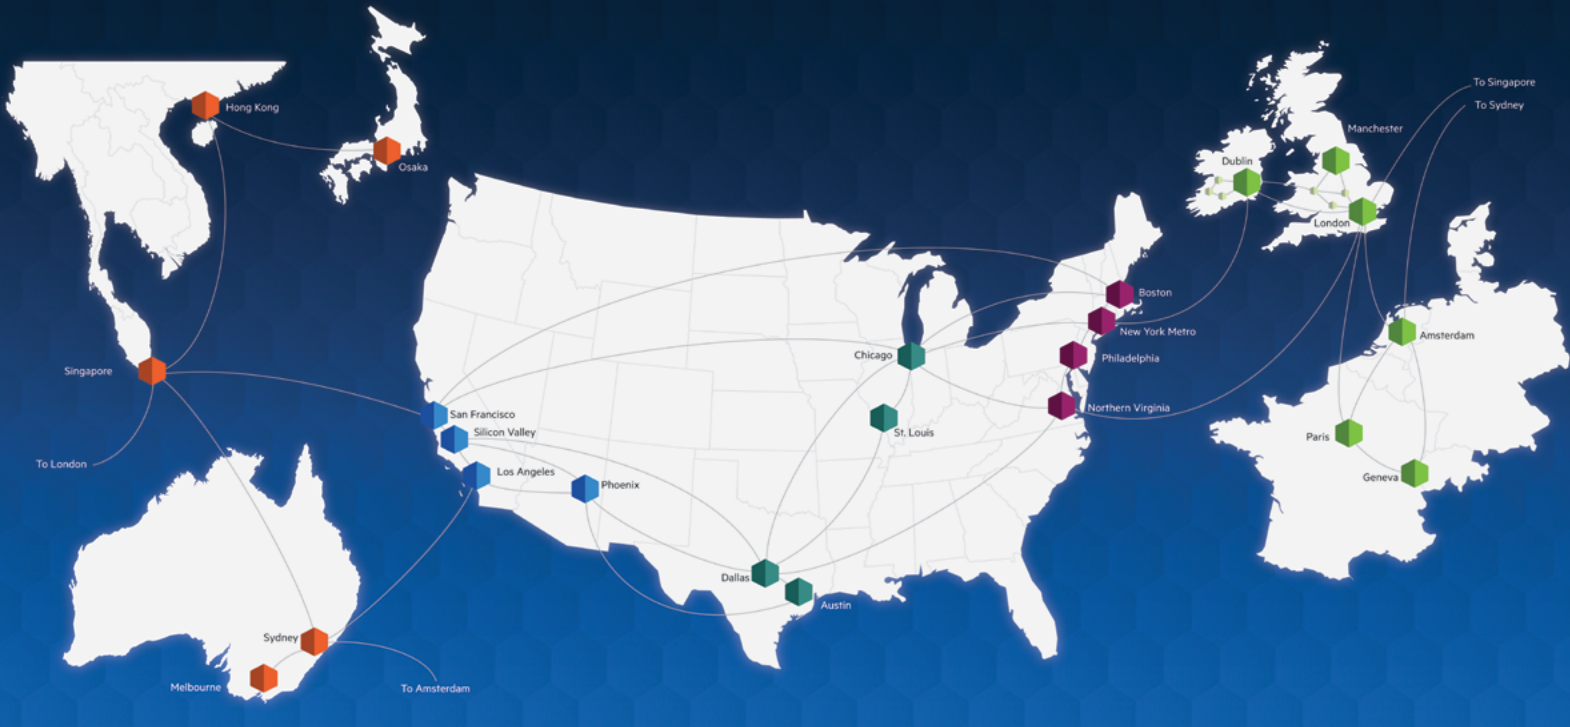 Hong Kong
Osaka
Singapore
To London
Sydney
Melbourne
To Amsterdam
San Francisco
Silicon Valley
Los Angeles
Phoenix
Chicago
St. Louis
Dallas
Austin
Boston
New York Metro
Philadelphia
Northern Virginia
To Singapore
To Sydney
Manchester
Dublin
London
Amsterdam
Paris
Geneva